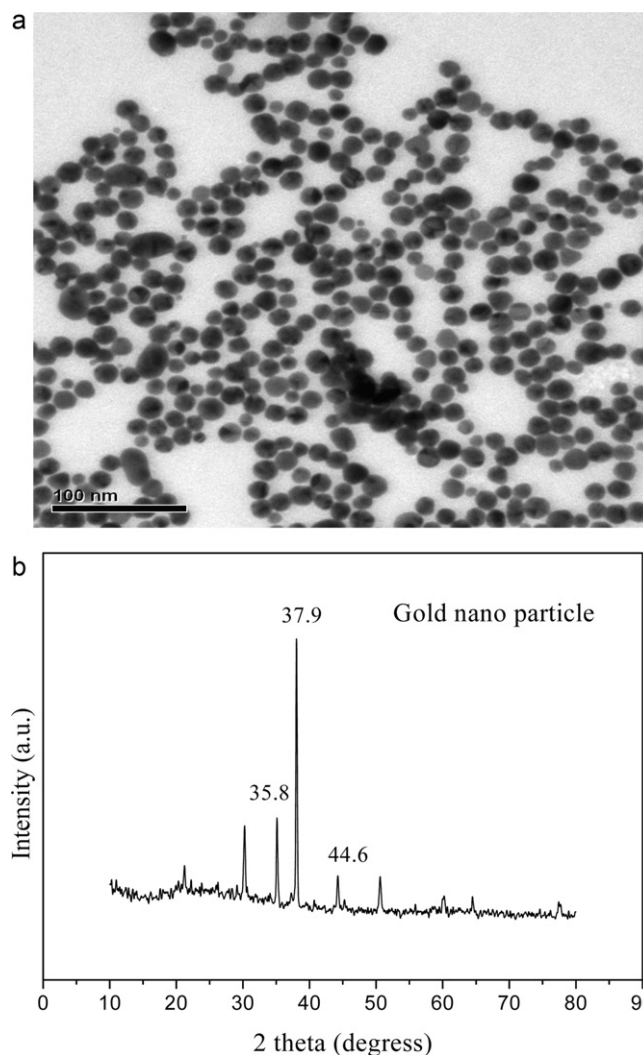 a
100 nm
b
37.9
Gold nano particle
35.8
44.6
Intensity (a.u.)
0 10 20 30 40 50 60 70 80 9
2 theta (degress)